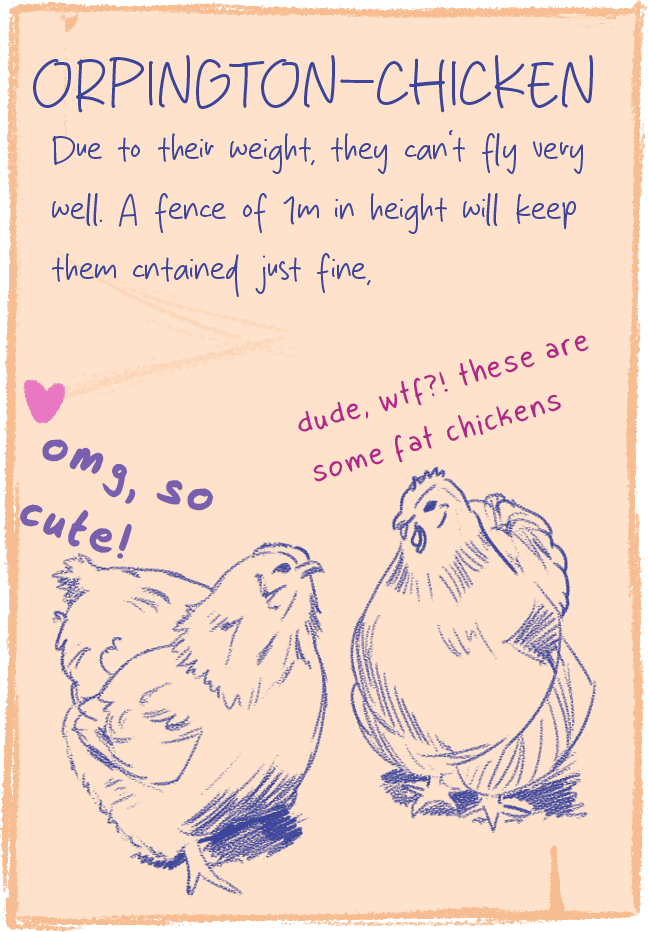 ORPINGTON-CHICKEN
Due to their weight, they can't fly very
well. A fence of 1m in height will keep
them cntained just fine,
dude, wtf?! these are
some fat chickens
omg, so
cute!